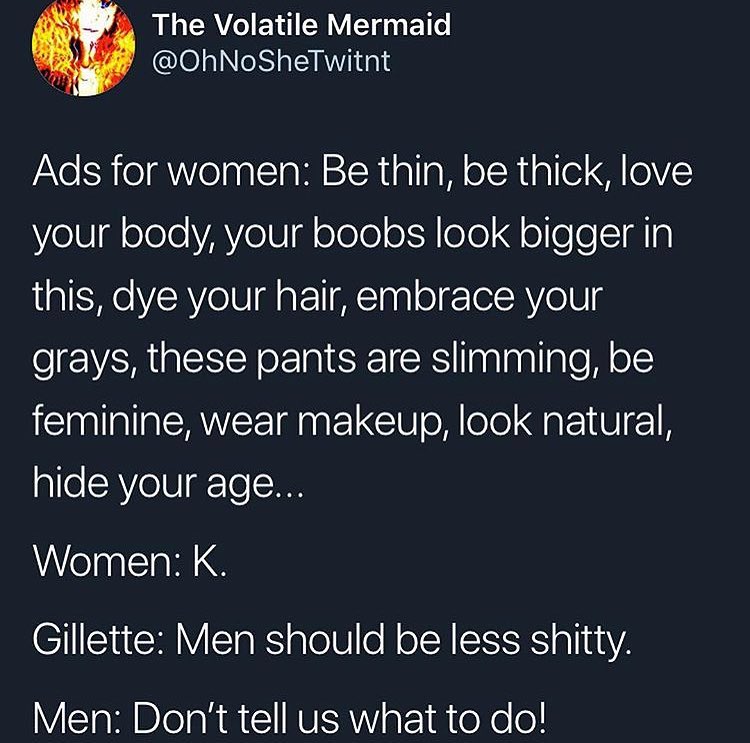 The Volatile Mermaid
@OhNoSheTwitnt
Ads for women: Be thin, be thick, love
your body, your boobs look bigger in
this, dye your hair, embrace your
grays, these pants are slimming, be
feminine, wear makeup, look natural,
hide your age...
Women: K.
Gillette: Men should be less shitty.
Men: Don't tell us what to do!